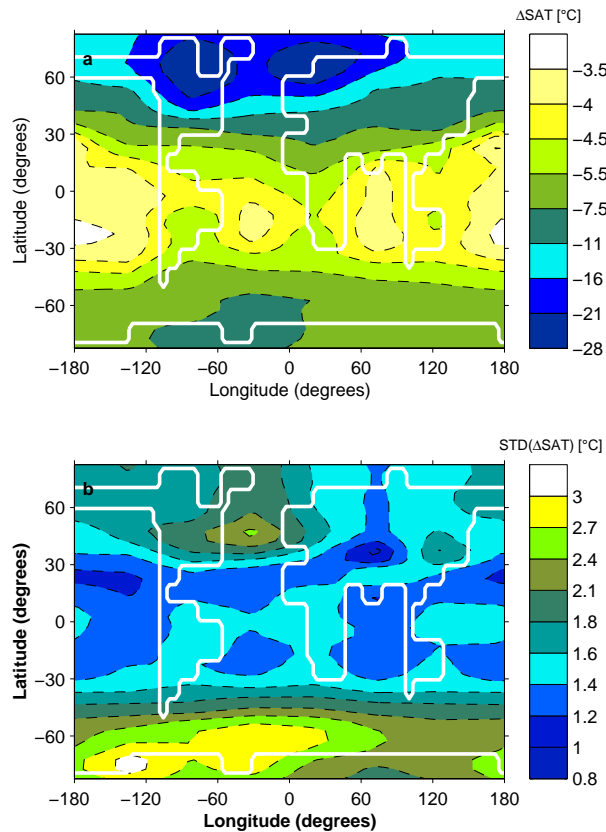 ΔSAT [°C]
a
60
30
0
−30
−60
Latitude (degrees)
−180 −120 −60 0 60 120 180
Longitude (degrees)
−3.5
−4
−4.5
−5.5
−7.5
−11
−16
−21
−28
STD(ΔSAT) [°C]
b
60
30
0
−30
−60
Latitude (degrees)
−180 −120 −60 0 60 120 180
Longitude (degrees)
3
2.7
2.4
2.1
1.8
1.6
1.4
1.2
1
0.8